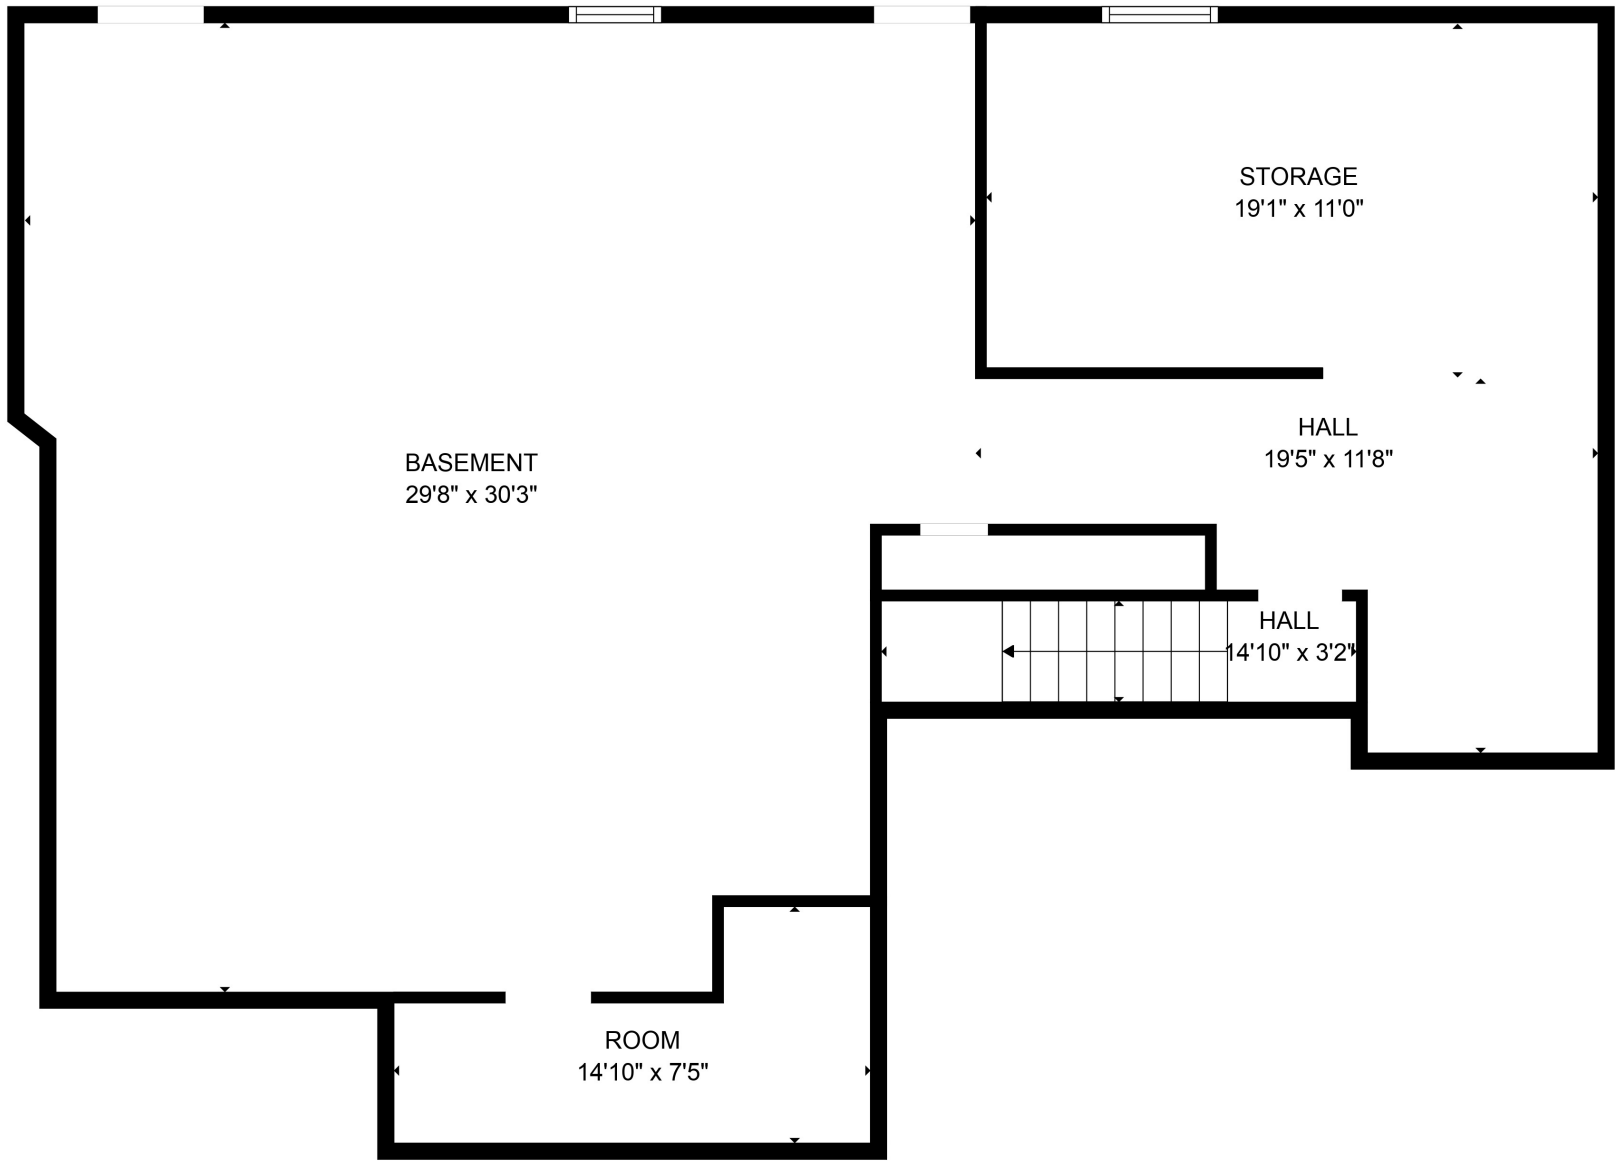 STORAGE
19'1" x 11'0"
HALL
19'5" x 11'8"
BASEMENT
29'8" x 30'3"
HALL
14'10" x 3'2"
ROOM
14'10" x 7'5"